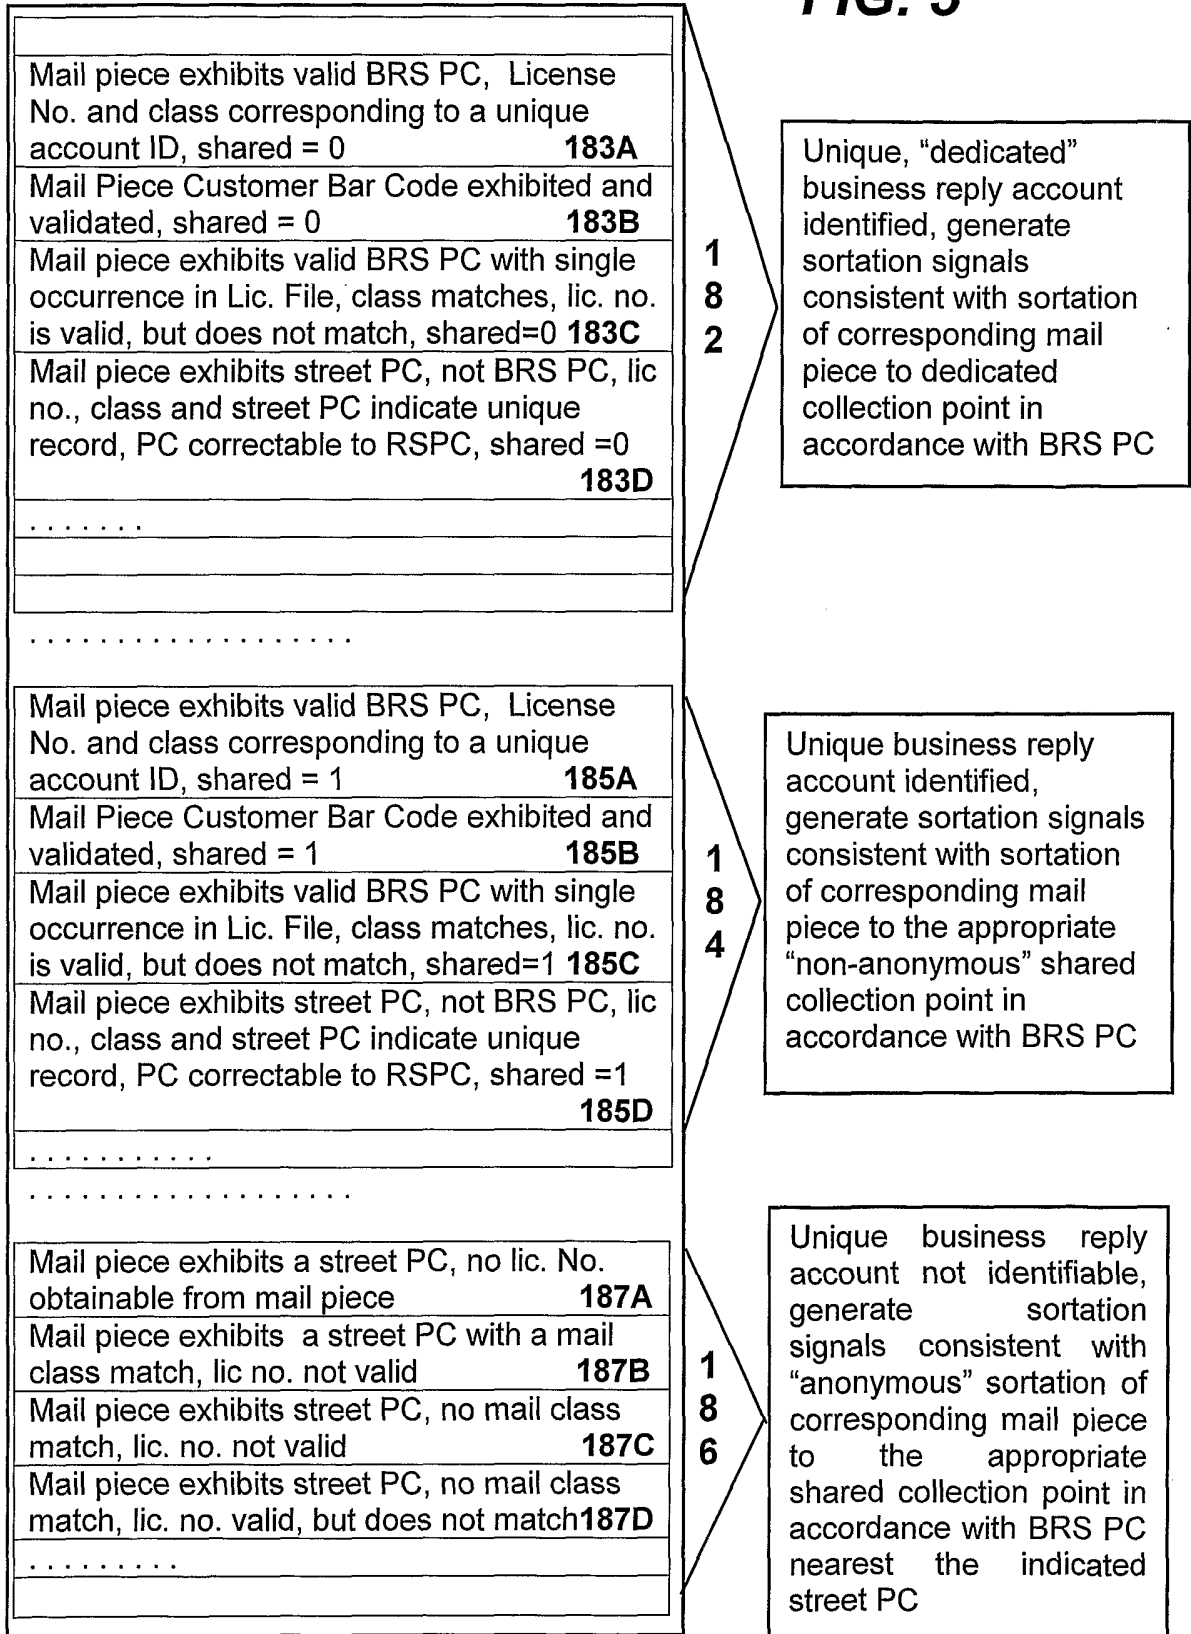 FIG. 5
Mail piece exhibits valid BRS PC, License
No. and class corresponding to a unique
account ID, shared = 0 183A
Mail Piece Customer Bar Code exhibited and
validated, shared = 0 183B
Mail piece exhibits valid BRS PC with single
occurrence in Lic. File, class matches, lic. no.
is valid, but does not match, shared=0 183C
Mail piece exhibits street PC, not BRS PC, lic
no., class and street PC indicate unique
record, PC correctable to RSPC, shared =0
183D
. . . . . . .
182
Unique, “dedicated”
business reply account
identified, generate
sortation signals
consistent with sortation
of corresponding mail
piece to dedicated
collection point in
accordance with BRS PC
. . . . . . . . . . . . . . . . . . .
Mail piece exhibits valid BRS PC, License
No. and class corresponding to a unique
account ID, shared = 1 185A
Mail Piece Customer Bar Code exhibited and
validated, shared = 1 185B
Mail piece exhibits valid BRS PC with single
occurrence in Lic. File, class matches, lic. no.
is valid, but does not match, shared=1 185C
Mail piece exhibits street PC, not BRS PC, lic
no., class and street PC indicate unique
record, PC correctable to RSPC, shared =1
185D
. . . . . . . . . . .
184
Unique business reply
account identified,
generate sortation signals
consistent with sortation
of corresponding mail
piece to the appropriate
“non-anonymous” shared
collection point in
accordance with BRS PC
. . . . . . . . . . . . . . . . . . .
Mail piece exhibits a street PC, no lic. No.
obtainable from mail piece 187A
Mail piece exhibits a street PC with a mail
class match, lic no. not valid 187B
Mail piece exhibits street PC, no mail class
match, lic. no. not valid 187C
Mail piece exhibits street PC, no mail class
match, lic. no. valid, but does not match187D
. . . . . . . . .
186
Unique business reply
account not identifiable,
generate sortation
signals consistent with
“anonymous” sortation of
corresponding mail piece
to the appropriate
shared collection point in
accordance with BRS PC
nearest the indicated
street PC